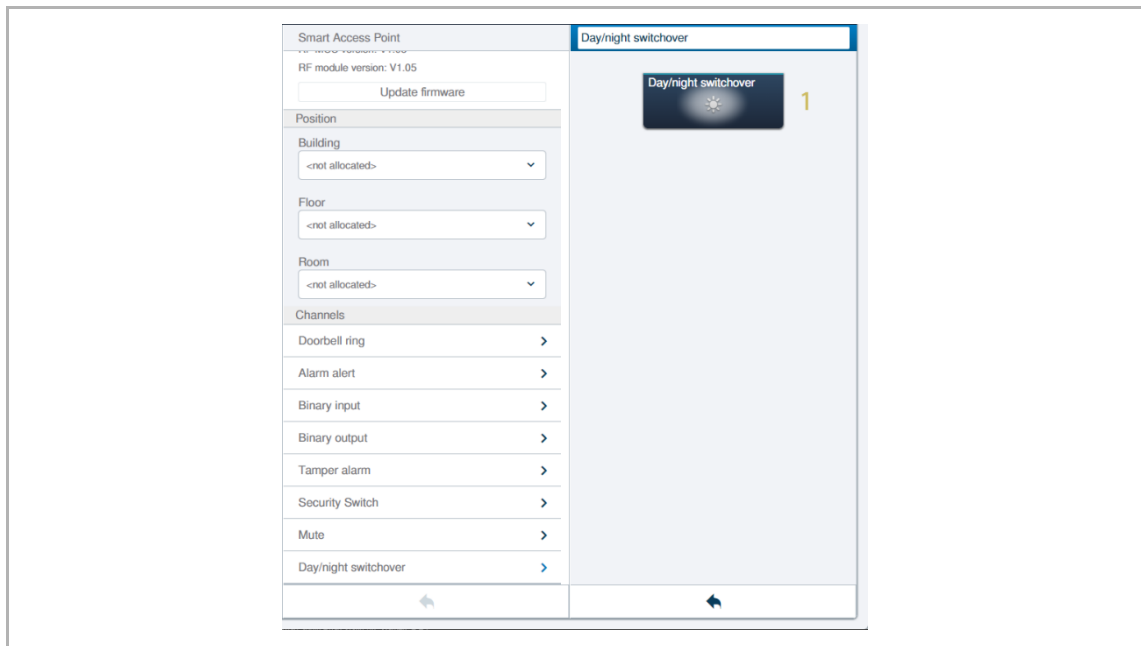 Smart Access Point
RF module version: V1.05
Update firmware
Position
Building
<not allocated>
Floor
<not allocated>
Room
<not allocated>
Channels
Doorbell ring
Alarm alert
Binary input
Binary output
Tamper alarm
Security Switch
Mute
Day/night switchover
Day/night switchover
Day/night switchover
1